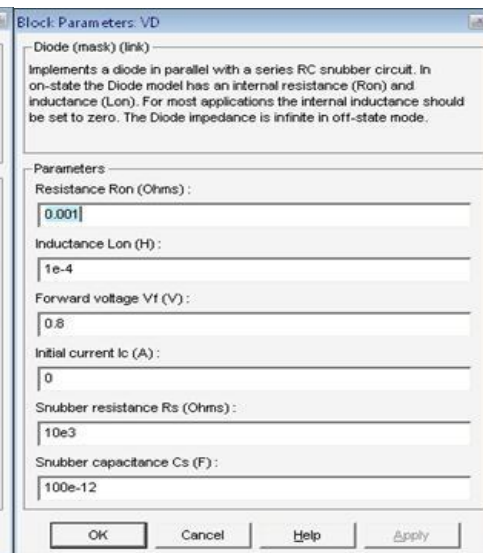 Block Parameters: VD
Diode (mask) (link)
Implements a diode in parallel with a series RC snubber circuit. In
on-state the Diode model has an internal resistance (Ron) and
inductance (Lon). For most applications the internal inductance should
be set to zero. The Diode impedance is infinite in off-state mode.
Parameters
Resistance Ron (Ohms) :
0.001
Inductance Lon (H) :
1e-4
Forward voltage Vf (V) :
0.8
Initial current Ic (A) :
0
Snubber resistance Rs (Ohms) :
10e3
Snubber capacitance Cs (F) :
100e-12
OK Cancel Help Apply